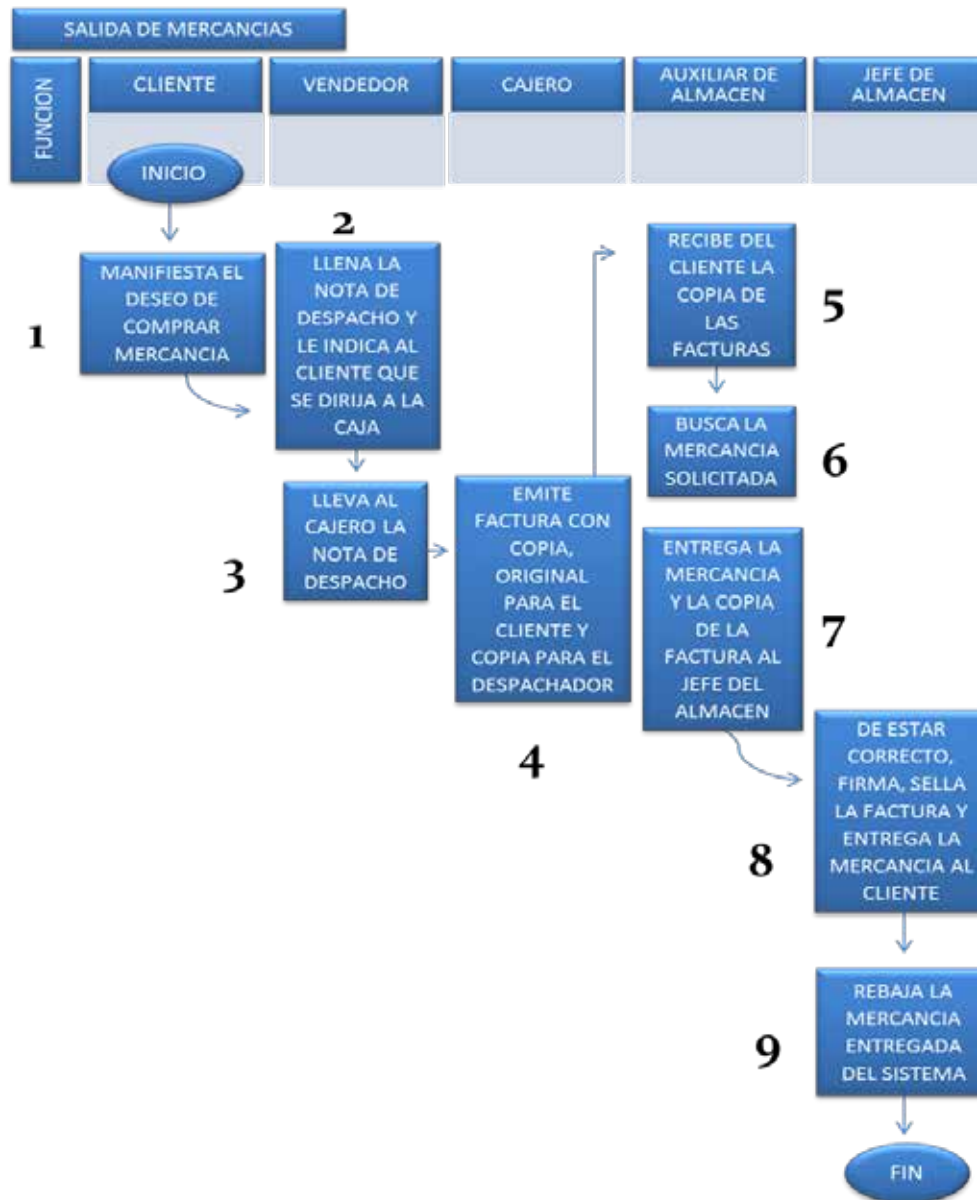 SALIDA DE MERCANCIAS
FUNCION
CLIENTE
VENDEDOR
CAJERO
AUXILIAR DE
ALMACEN
JEFE DE
ALMACEN
INICIO
1
MANIFIESTA EL
DESEO DE
COMPRAR
MERCANCIA
2
LLENA LA
NOTA DE
DESPACHO Y
LE INDICA AL
CLIENTE QUE
SE DIRIJA A LA
CAJA
3
LLEVA AL
CAJERO LA
NOTA DE
DESPACHO
EMITE
FACTURA CON
COPIA,
ORIGINAL
PARA EL
CLIENTE Y
COPIA PARA EL
DESPACHADOR
4
RECIBE DEL
CLIENTE LA
COPIA DE
LAS
FACTURAS
5
BUSCA LA
MERCANCIA
SOLICITADA
6
ENTREGA LA
MERCANCIA
Y LA COPIA
DE LA
FACTURA AL
JEFE DEL
ALMACEN
7
DE ESTAR
CORRECTO,
FIRMA, SELLA
LA FACTURA Y
ENTREGA LA
MERCANCIA AL
CLIENTE
8
REBAJA LA
MERCANCIA
ENTREGADA
DEL SISTEMA
9
FIN